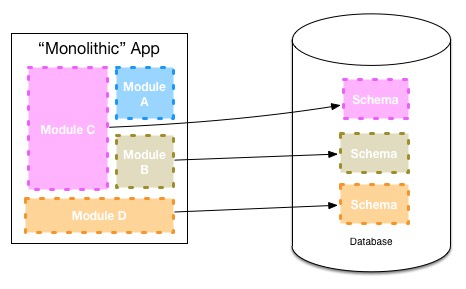 “Monolithic” App
Module
A
Module C
Module
B
Module D
Schema
Schema
Schema
Database